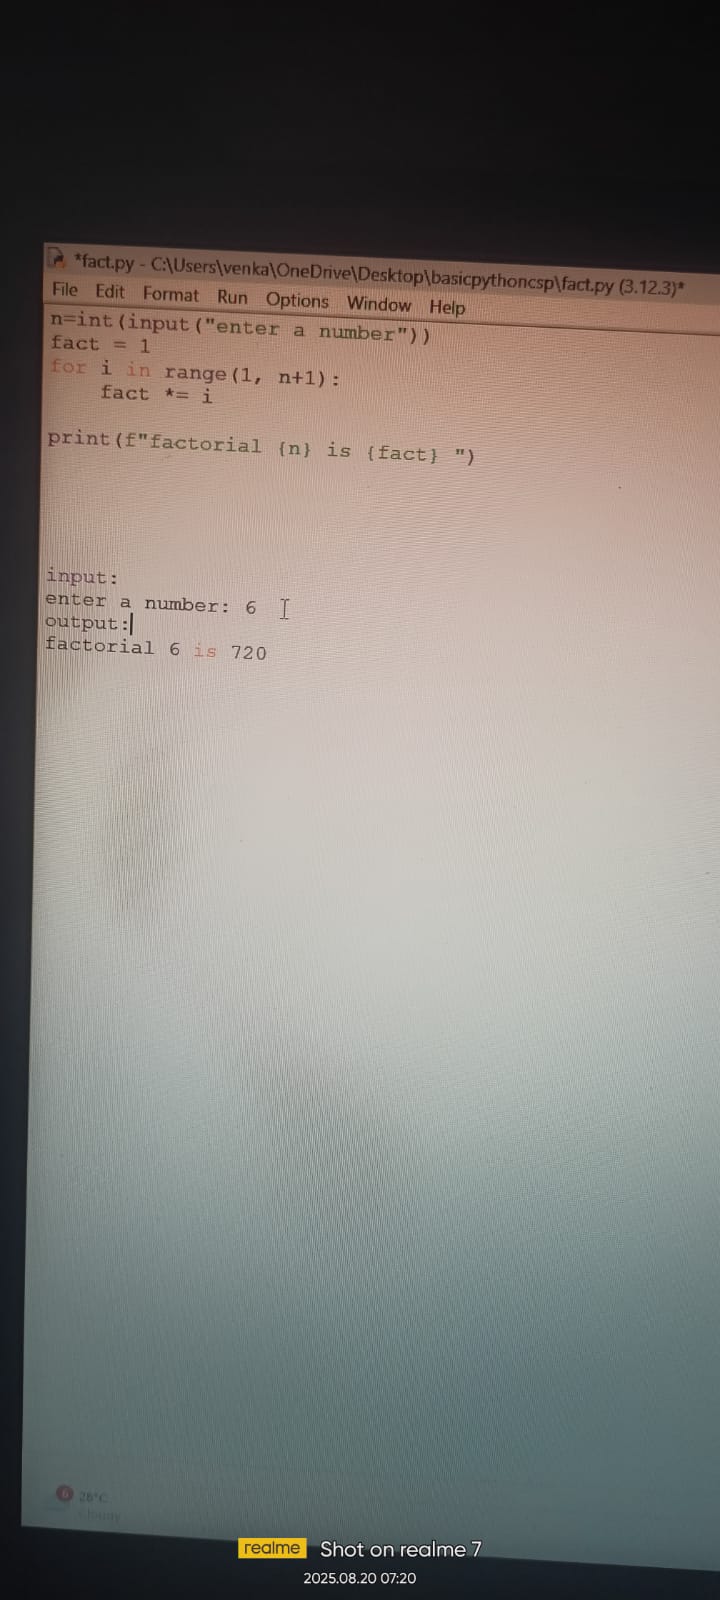 *fact.py - C:\Users\venka\OneDrive\Desktop\basicpythoncsp\fact.py (3.12.3)*
File Edit Format Run Options Window Help
n=int(input("enter a number"))
fact = 1
for i in range(1, n+1):
    fact *= i
print(f"factorial {n} is {fact} ")
input:
enter a number: 6
output:
factorial 6 is 720
6 28°C
Cloudy
realme Shot on realme 7
2025.08.20 07:20